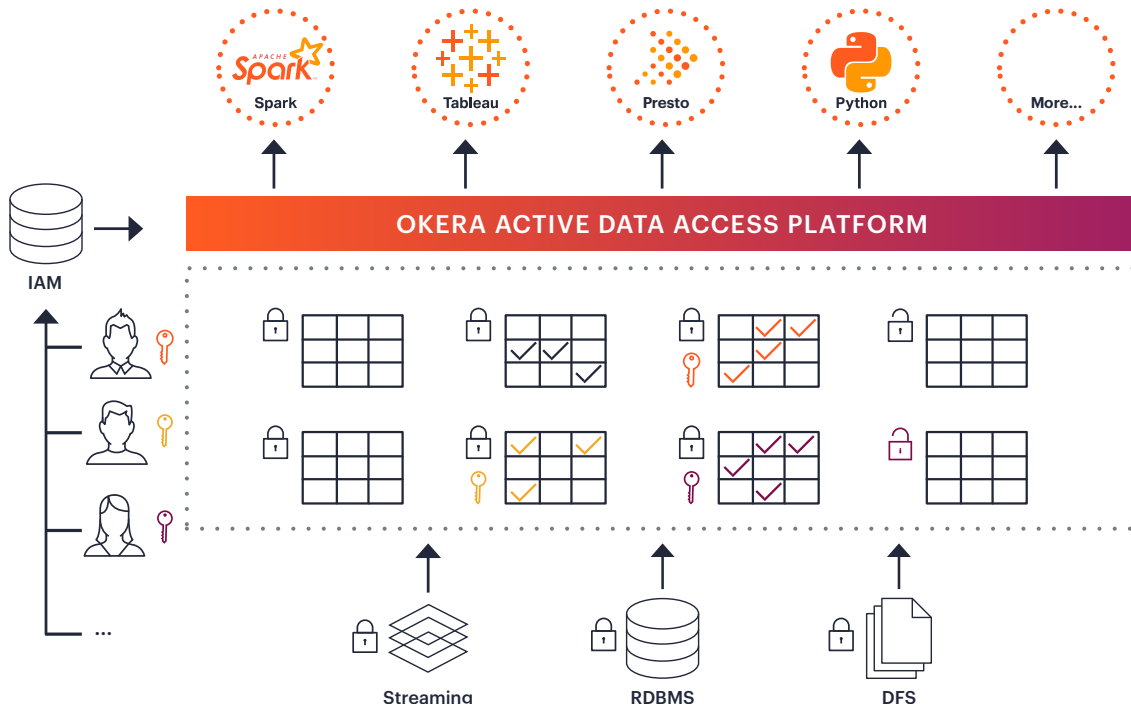 APACHE
Spark
Spark
Tableau
Presto
Python
More...
OKERA ACTIVE DATA ACCESS PLATFORM
IAM
...
Streaming
RDBMS
DFS